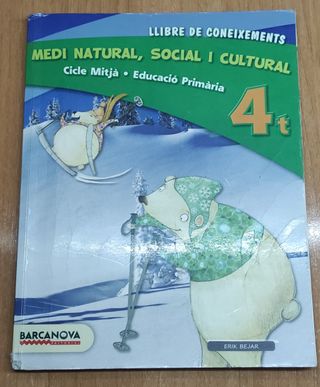 LLIBRE DE CONEIXEMENTS
MEDI NATURAL, SOCIAL I CULTURAL
Cicle Mitjà • Educació Primària
4t
BARCANOVA
ERIK BEJAR